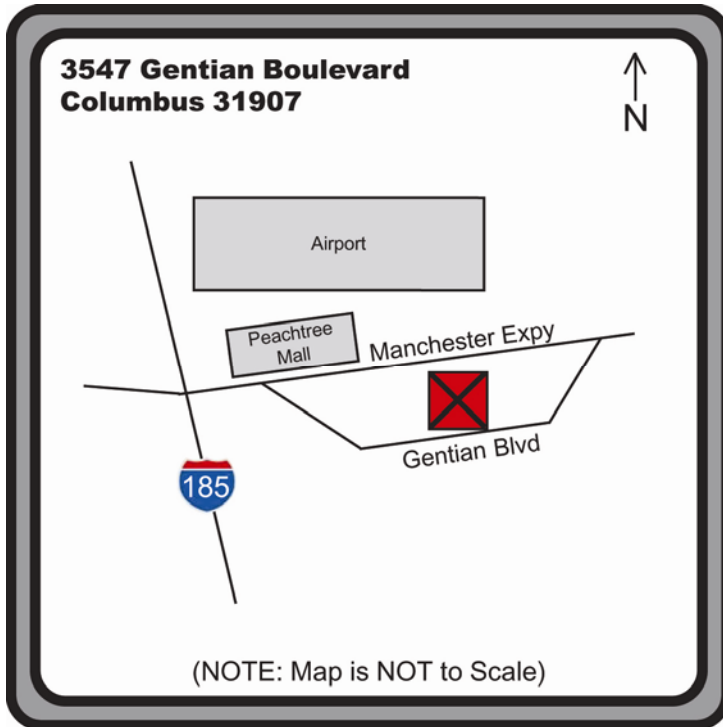 3547 Gentian Boulevard
Columbus 31907
N
Airport
Peachtree
Mall
Manchester Expy
Gentian Blvd
185
(NOTE: Map is NOT to Scale)